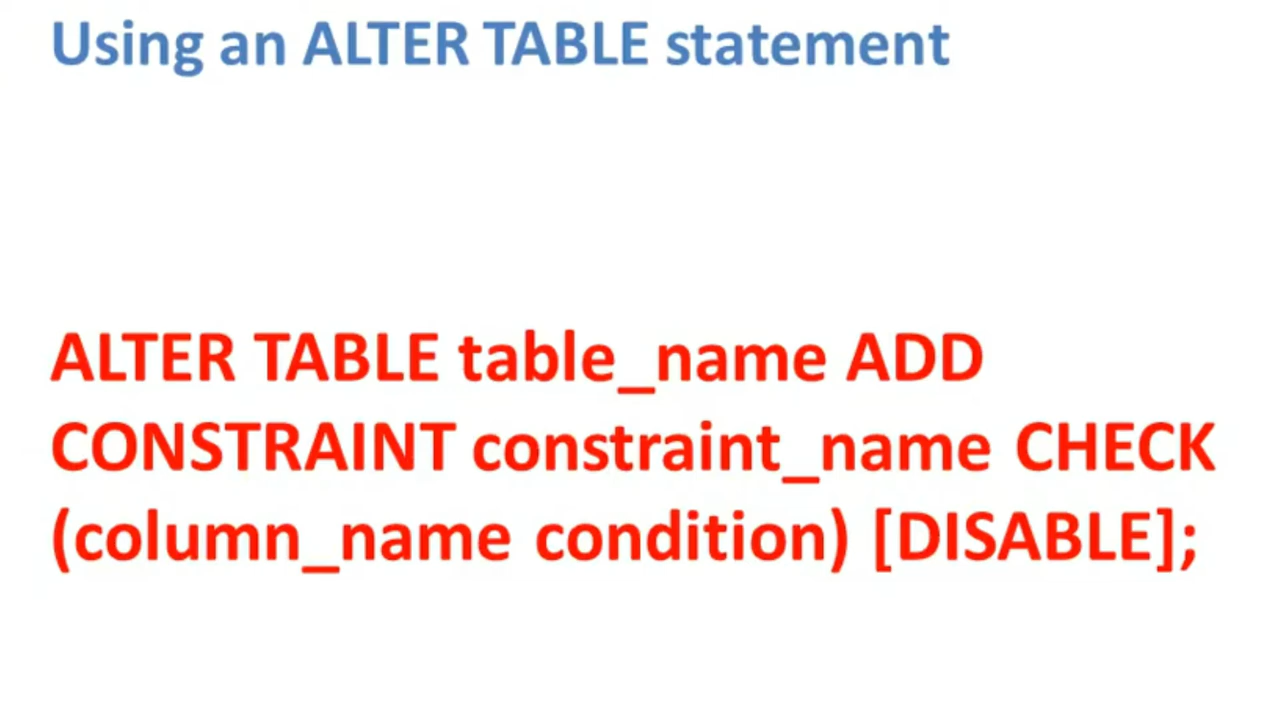 Using an ALTER TABLE statement
ALTER TABLE table_name ADD
CONSTRAINT constraint_name CHECK
(column_name condition) [DISABLE];